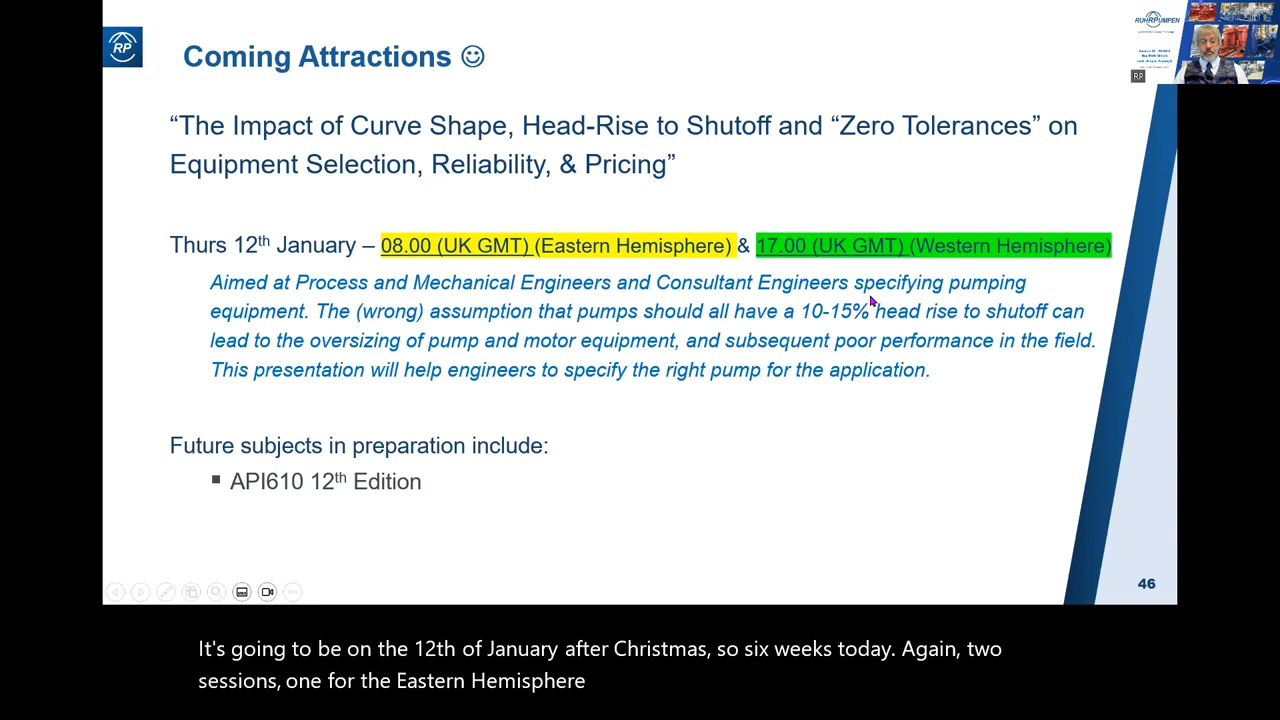 RP
Coming Attractions ☺
“The Impact of Curve Shape, Head-Rise to Shutoff and “Zero Tolerances” on
Equipment Selection, Reliability, & Pricing”
Thurs 12th January – 08.00 (UK GMT) (Eastern Hemisphere) & 17.00 (UK GMT) (Western Hemisphere)
Aimed at Process and Mechanical Engineers and Consultant Engineers specifying pumping
equipment. The (wrong) assumption that pumps should all have a 10-15% head rise to shutoff can
lead to the oversizing of pump and motor equipment, and subsequent poor performance in the field.
This presentation will help engineers to specify the right pump for the application.
Future subjects in preparation include:
▪ API610 12th Edition
46
RUHRPUMPEN
RP
It's going to be on the 12th of January after Christmas, so six weeks today. Again, two
sessions, one for the Eastern Hemisphere